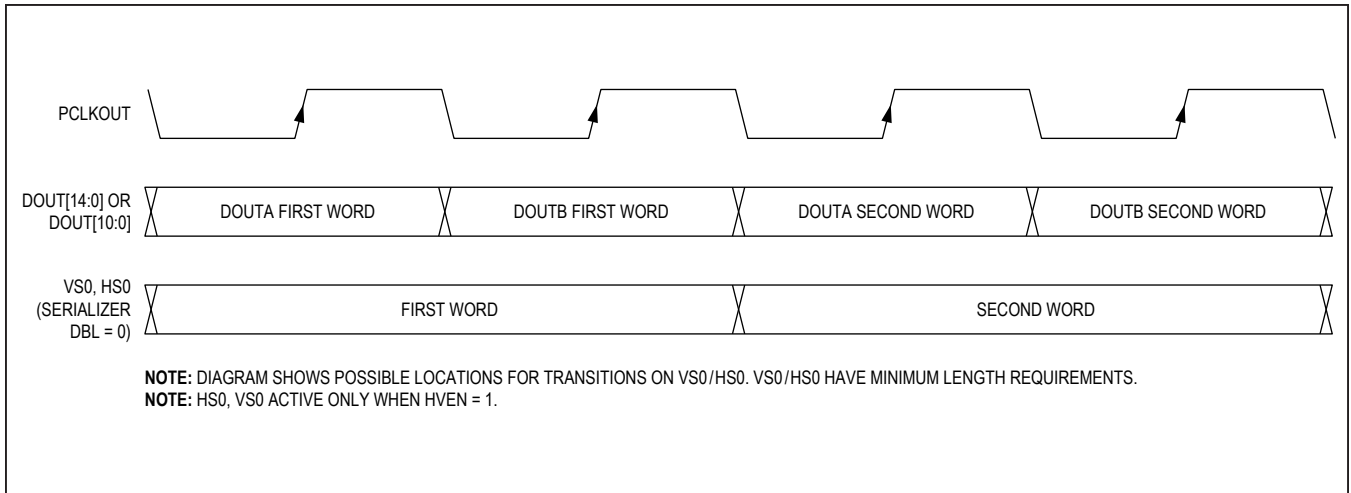 PCLKOUT
DOUT[14:0] OR
DOUT[10:0]
DOUTA FIRST WORD
DOUTB FIRST WORD
DOUTA SECOND WORD
DOUTB SECOND WORD
VS0, HS0
(SERIALIZER
DBL = 0)
FIRST WORD
SECOND WORD
NOTE: DIAGRAM SHOWS POSSIBLE LOCATIONS FOR TRANSITIONS ON VS0/HS0. VS0/HS0 HAVE MINIMUM LENGTH REQUIREMENTS.
NOTE: HS0, VS0 ACTIVE ONLY WHEN HVEN = 1.